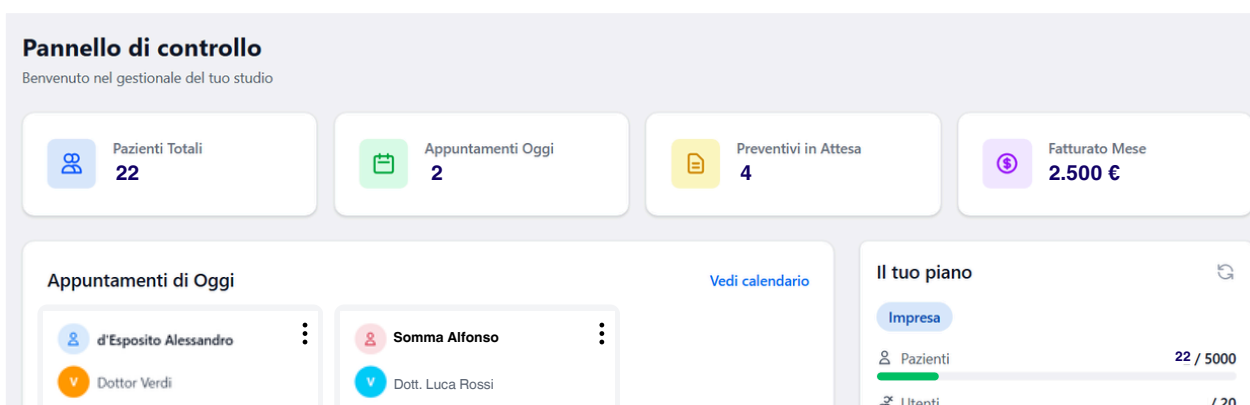 Pannello di controllo
Benvenuto nel gestionale del tuo studio
Pazienti Totali
22
Appuntamenti Oggi
2
Preventivi in Attesa
4
Fatturato Mese
2.500 €
Appuntamenti di Oggi
Vedi calendario
d'Esposito Alessandro
V Dottor Verdi
Somma Alfonso
V Dott. Luca Rossi
Il tuo piano
Impresa
Pazienti 22 / 5000
Utenti / 20